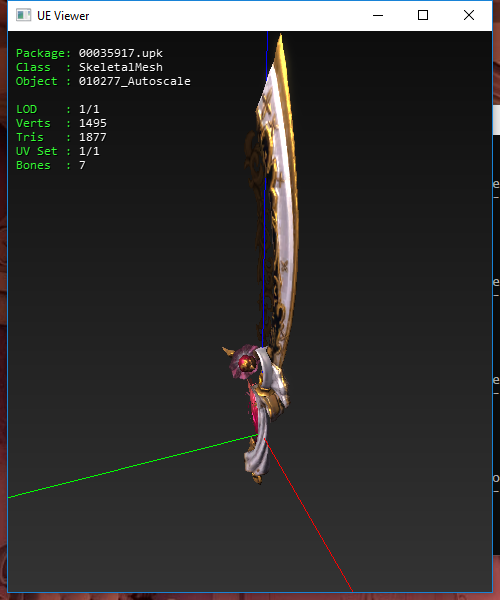 UE Viewer
Package: 00035917.upk
Class  : SkeletalMesh
Object : 010277_Autoscale
LOD    : 1/1
Verts  : 1495
Tris   : 1877
UV Set : 1/1
Bones  : 7